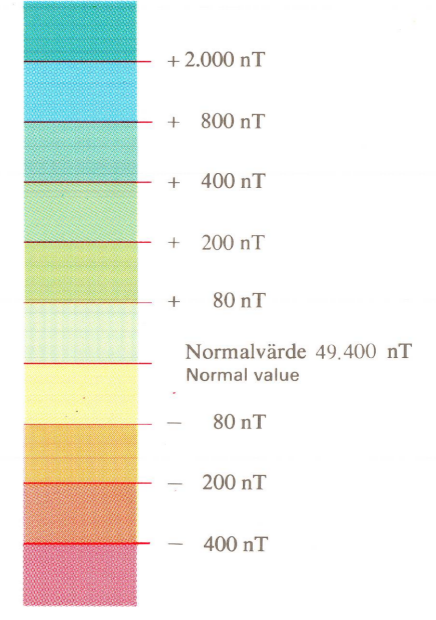 + 2.000 nT
+ 800 nT
+ 400 nT
+ 200 nT
+ 80 nT
Normalvärde 49.400 nT
Normal value
– 80 nT
– 200 nT
– 400 nT